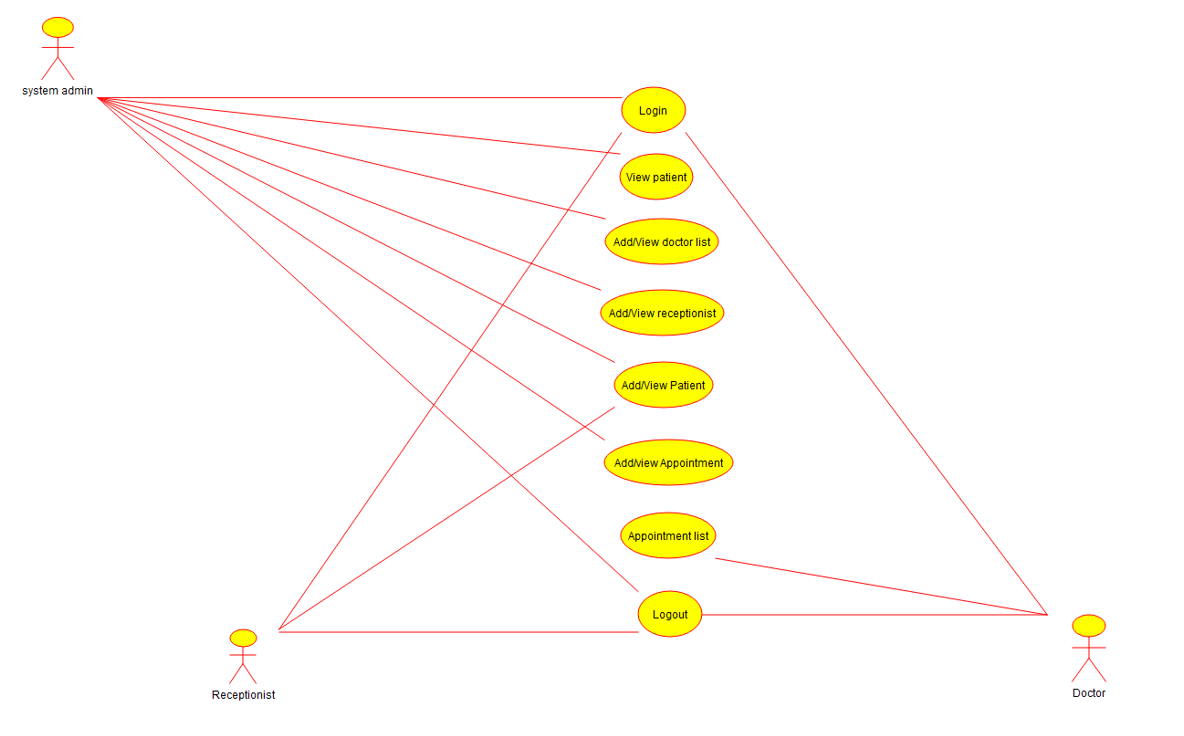 system admin
Login
View patient
Add/View doctor list
Add/View receptionist
Add/View Patient
Add/view Appointment
Appointment list
Logout
Receptionist
Doctor